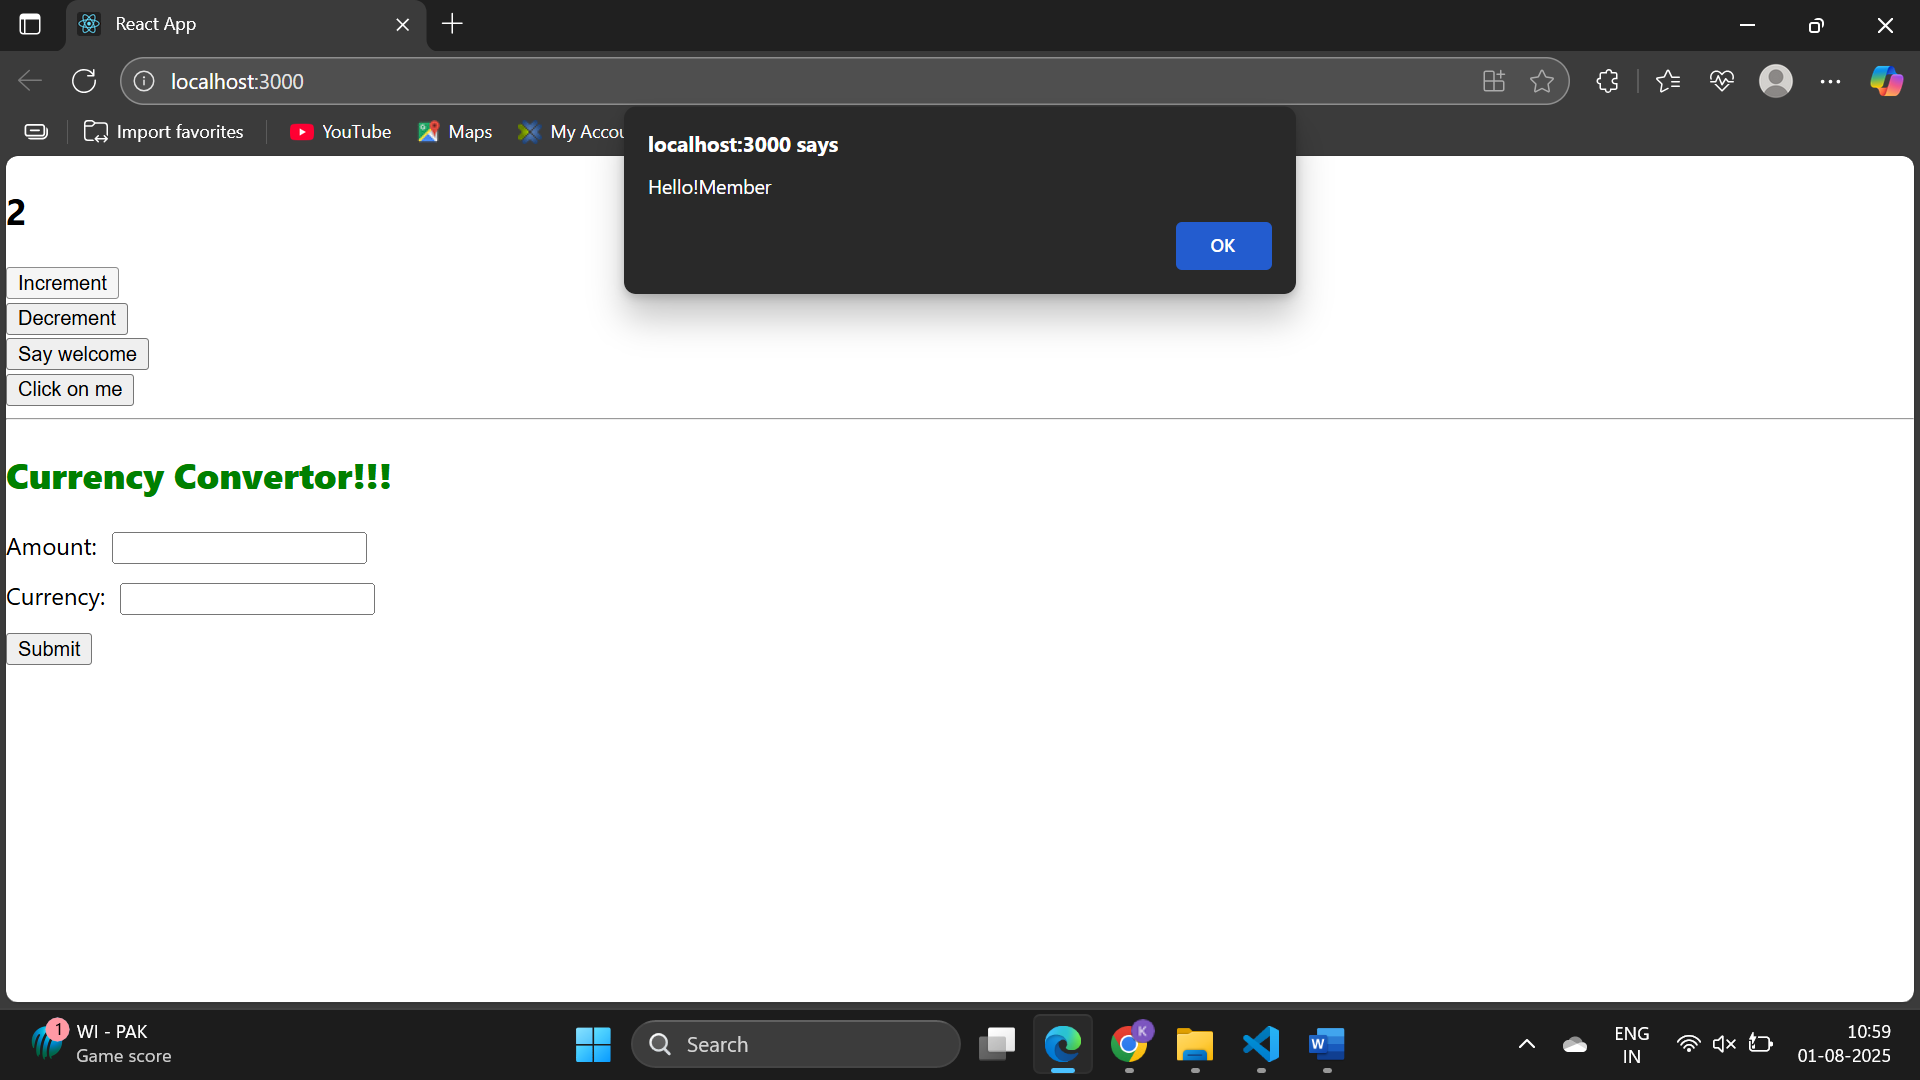 React App
localhost:3000
Import favorites
YouTube
Maps
My Accou
localhost:3000 says
Hello!Member
OK
2
Increment
Decrement
Say welcome
Click on me
Currency Convertor!!!
Amount:
Currency:
Submit
1
WI - PAK
Game score
Search
K
W
ENG
IN
10:59
01-08-2025